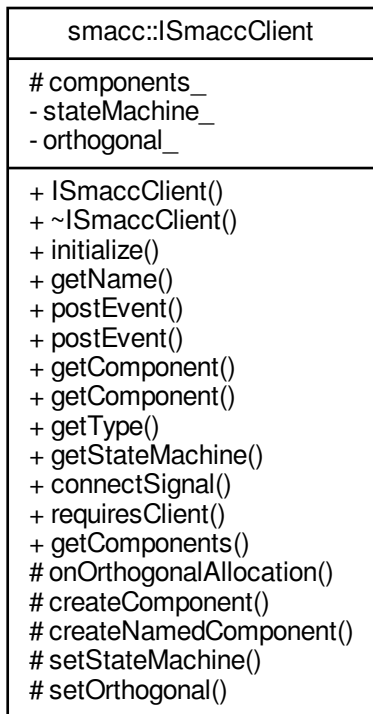 smacc::ISmaccClient
# components_
- stateMachine_
- orthogonal_
+ ISmaccClient()
+ ~ISmaccClient()
+ initialize()
+ getName()
+ postEvent()
+ postEvent()
+ getComponent()
+ getComponent()
+ getType()
+ getStateMachine()
+ connectSignal()
+ requiresClient()
+ getComponents()
# onOrthogonalAllocation()
# createComponent()
# createNamedComponent()
# setStateMachine()
# setOrthogonal()